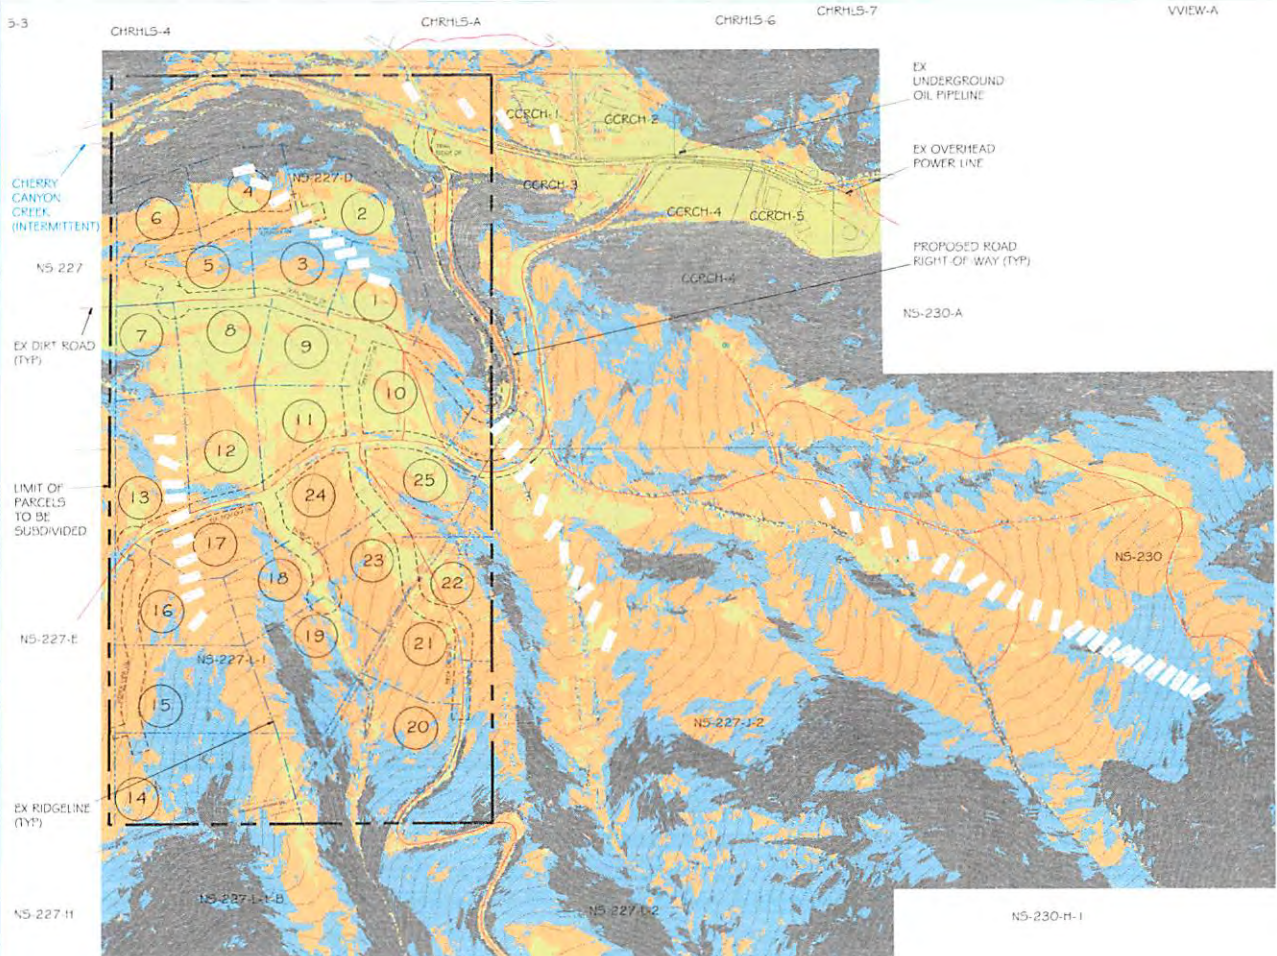 5-3
CHRHLS-4
CHRHLS-A
CHRHLS-6
CHRHLS-7
VVIEW-A
EX
UNDERGROUND
OIL PIPELINE
EX OVERHEAD
POWER LINE
PROPOSED ROAD
RIGHT-OF-WAY (TYP)
CHERRY
CANYON
CREEK
(INTERMITTENT)
NS-227
EX DIRT ROAD
(TYP)
LIMIT OF
PARCELS
TO BE
SUBDIVIDED
NS-227-E
EX RIDGELINE
(TYP)
NS-227-H
CCRCH-1
CCRCH-2
CCRCH-3
CCRCH-4
CCRCH-5
CCRCH-4
NS-230-A
NS-227-D
4
6
2
5
3
1
7
8
9
10
11
12
13
24
25
17
23
18
22
16
19
21
NS-227-L-1
15
20
14
NS-230
NS-227-J-2
NS-227-L-1-B
NS-230-H-1